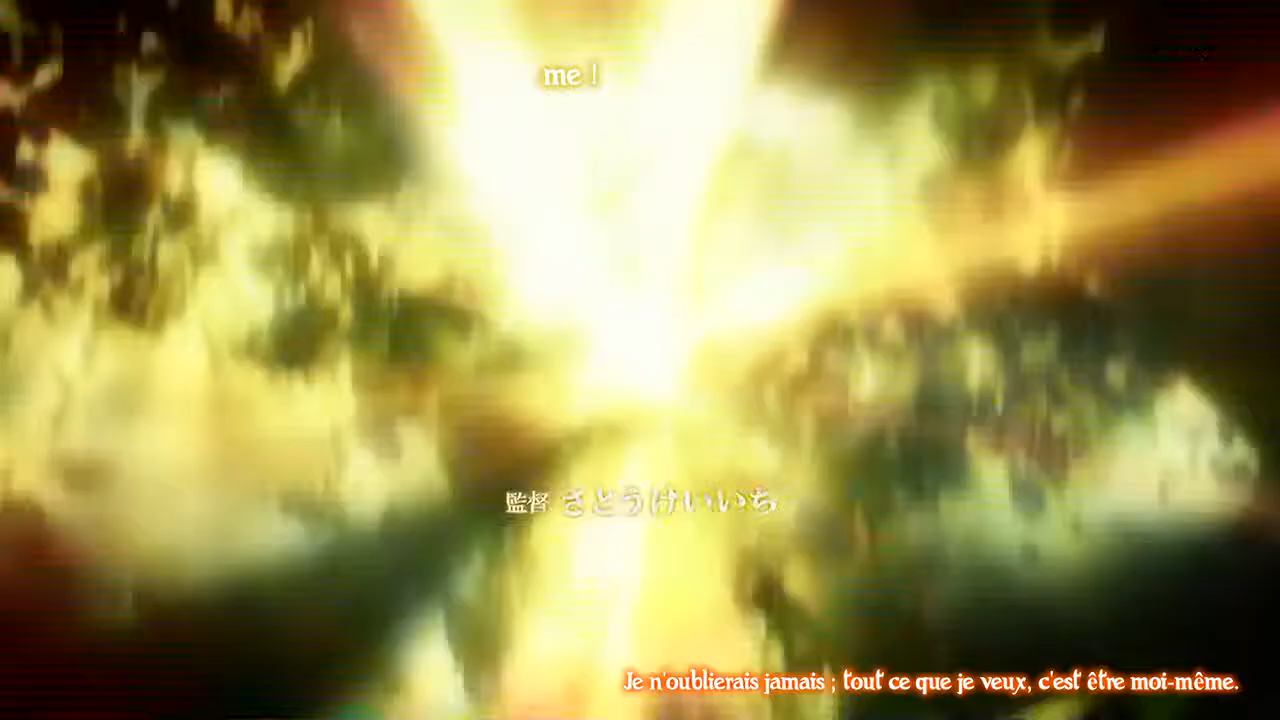 me !
監督 さとうけいいち
Je n'oublierais jamais ; tout ce que je veux, c'est être moi-même.